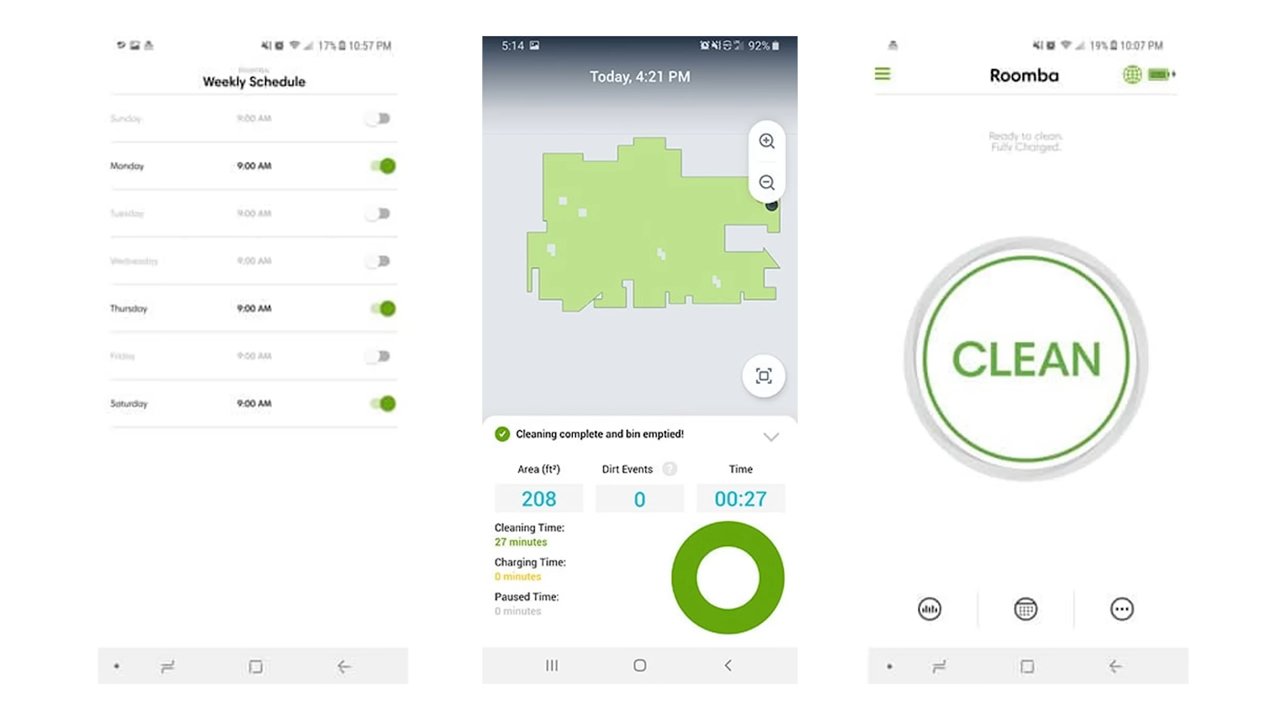 17% 10:57 PM
Roomba
Weekly Schedule
Sunday 9:00 AM
Monday 9:00 AM
Tuesday 9:00 AM
Wednesday 9:00 AM
Thursday 9:00 AM
Friday 9:00 AM
Saturday 9:00 AM
5:14 92%
Today, 4:21 PM
Cleaning complete and bin emptied!
Area (ft²) Dirt Events ? Time
208 0 00:27
Cleaning Time:
27 minutes
Charging Time:
0 minutes
Paused Time:
0 minutes
19% 10:07 PM
Roomba
Ready to clean.
Fully Charged.
CLEAN